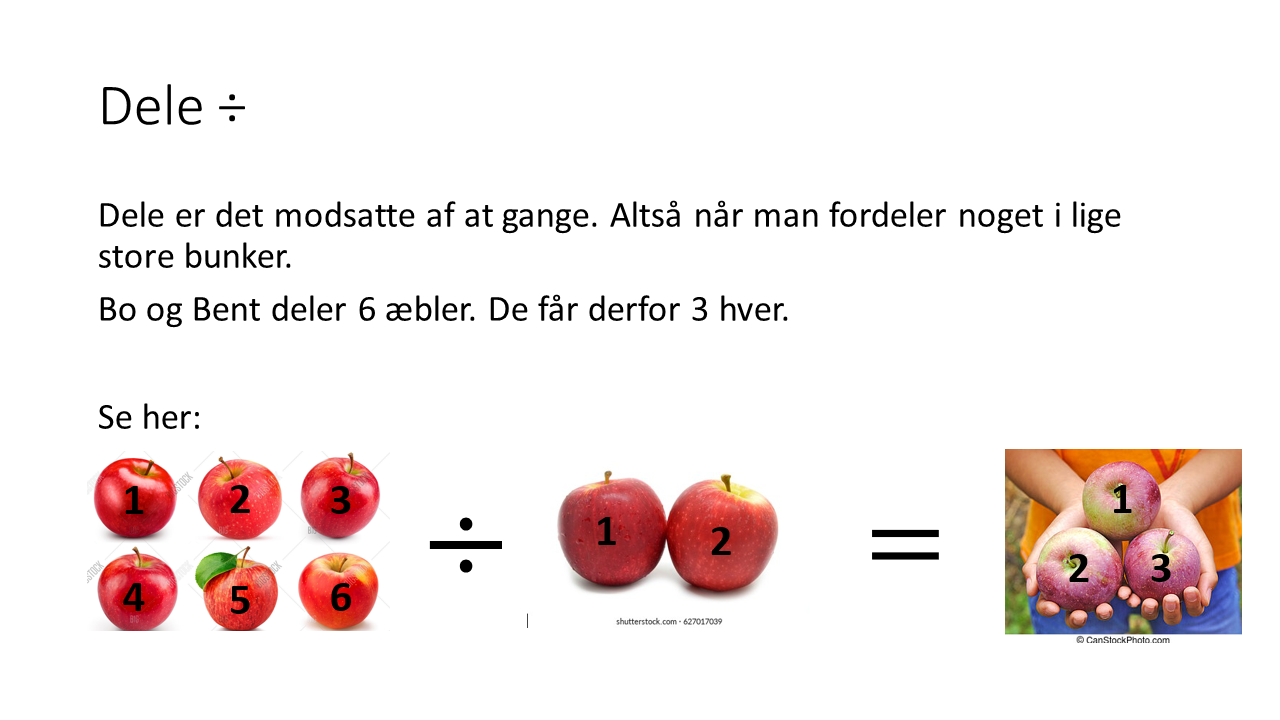 Dele ÷
Dele er det modsatte af at gange. Altså når man fordeler noget i lige
store bunker.
Bo og Bent deler 6 æbler. De får derfor 3 hver.
Se her:
1 2 3
4 5 6
÷
1 2
shutterstock.com · 627017039
=
1
2 3
© CanStockPhoto.com